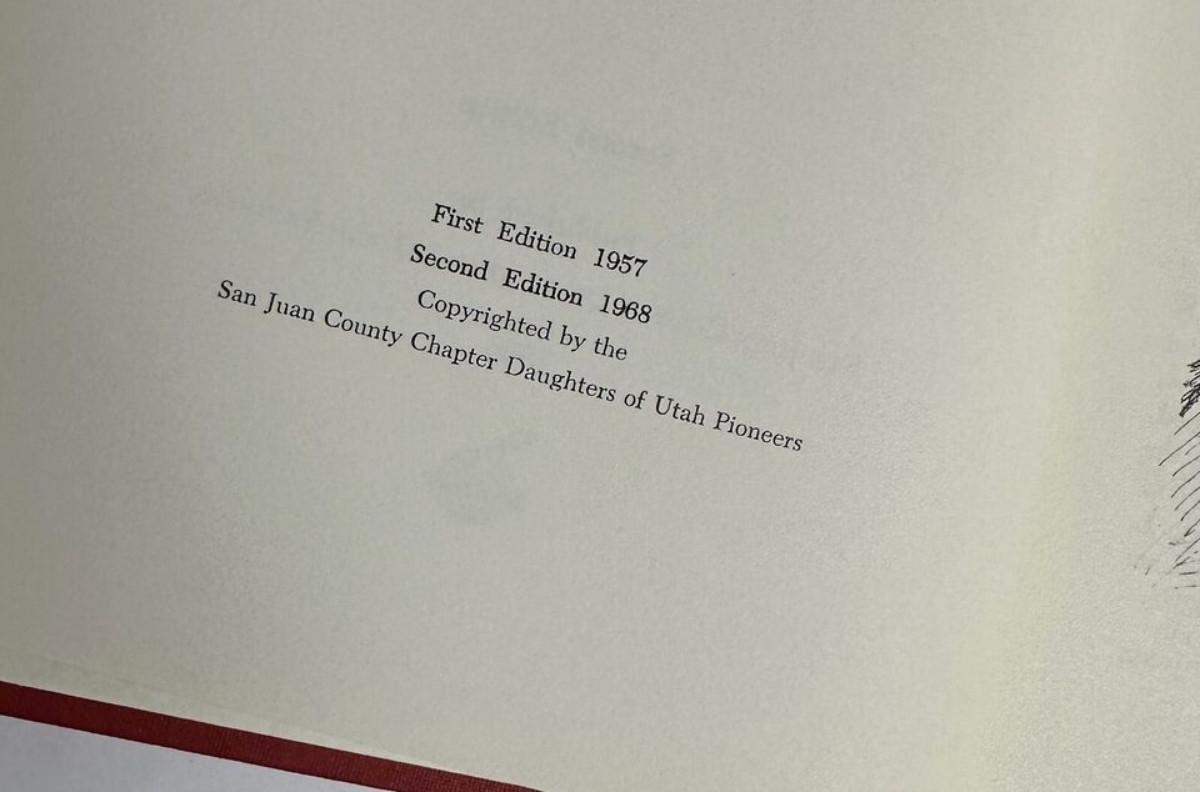 First Edition 1957
Second Edition 1968
Copyrighted by the
San Juan County Chapter Daughters of Utah Pioneers